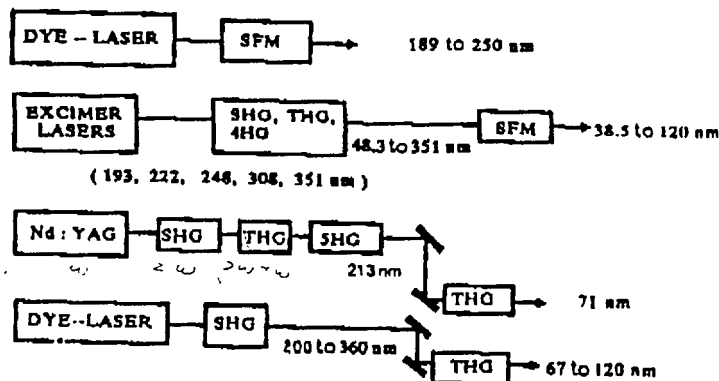 DYE - LASER SFM 189 to 250 nm
EXCIMER LASERS SHG, THG, 4HG 48.3 to 351 nm SFM 38.5 to 120 nm
( 193, 222, 248, 308, 351 nm )
Nd : YAG SHG THG 5HG
213 nm
THG 71 nm
DYE--LASER SHG 200 to 360 nm
THG 67 to 120 nm